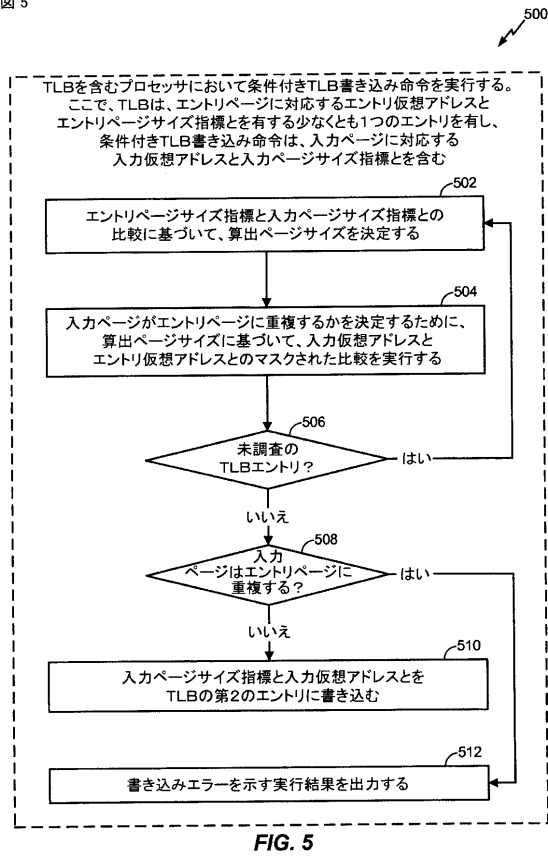 図 5
500
TLBを含むプロセッサにおいて条件付きTLB書き込み命令を実行する。
ここで、TLBは、エントリページに対応するエントリ仮想アドレスと
エントリページサイズ指標とを有する少なくとも1つのエントリを有し、
条件付きTLB書き込み命令は、入力ページに対応する
入力仮想アドレスと入力ページサイズ指標とを含む
502
エントリページサイズ指標と入力ページサイズ指標との
比較に基づいて、算出ページサイズを決定する
504
入力ページがエントリページに重複するかを決定するために、
算出ページサイズに基づいて、入力仮想アドレスと
エントリ仮想アドレスとのマスクされた比較を実行する
506
未調査の
TLBエントリ？
はい
いいえ
508
入力
ページはエントリページに
重複する？
はい
いいえ
510
入力ページサイズ指標と入力仮想アドレスとを
TLBの第2のエントリに書き込む
512
書き込みエラーを示す実行結果を出力する
FIG. 5